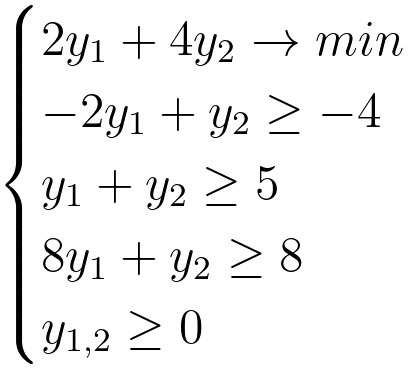 2y₁ + 4y₂ → min
−2y₁ + y₂ ≥ −4
y₁ + y₂ ≥ 5
8y₁ + y₂ ≥ 8
y₁,₂ ≥ 0